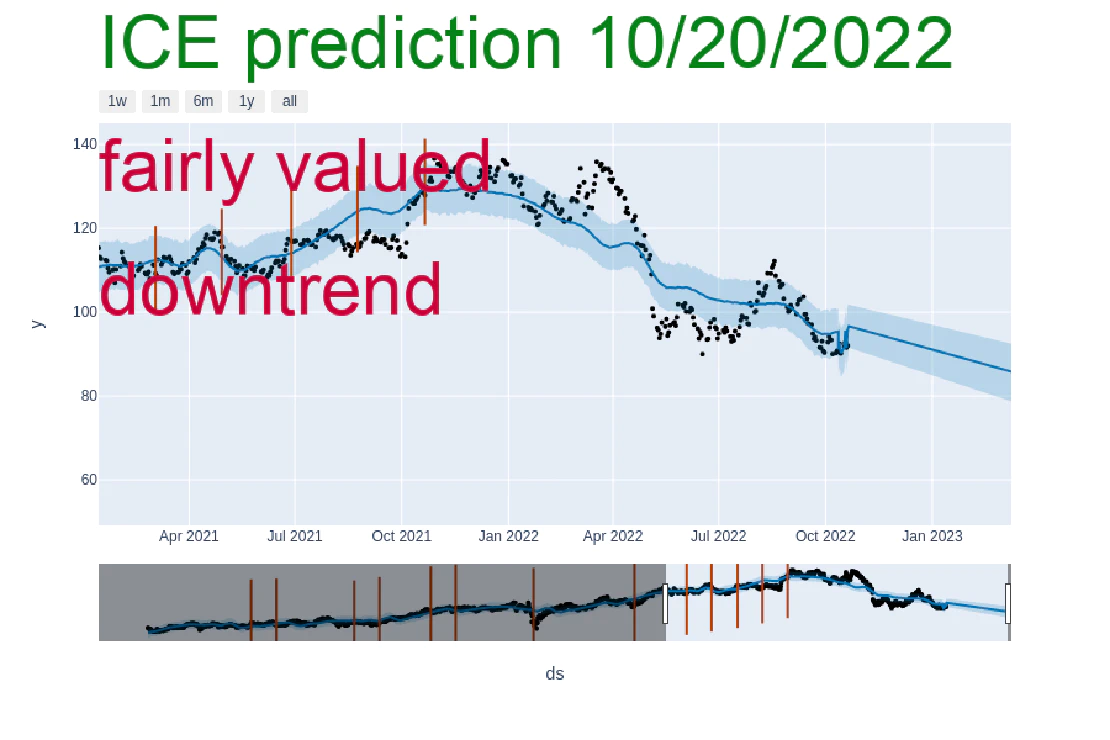 ICE prediction 10/20/2022
1w 1m 6m 1y all
140
fairly valued
120
downtrend
100
y
80
60
Apr 2021 Jul 2021 Oct 2021 Jan 2022 Apr 2022 Jul 2022 Oct 2022 Jan 2023
ds